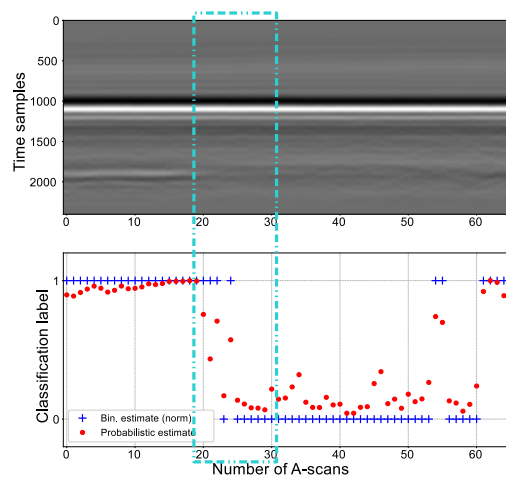 0
500
1000
1500
2000
Time samples
0 10 20 30 40 50 60
1
0
Classification label
Bin. estimate (norm)
Probabilistic estimate
0 10 20 30 40 50 60
Number of A-scans